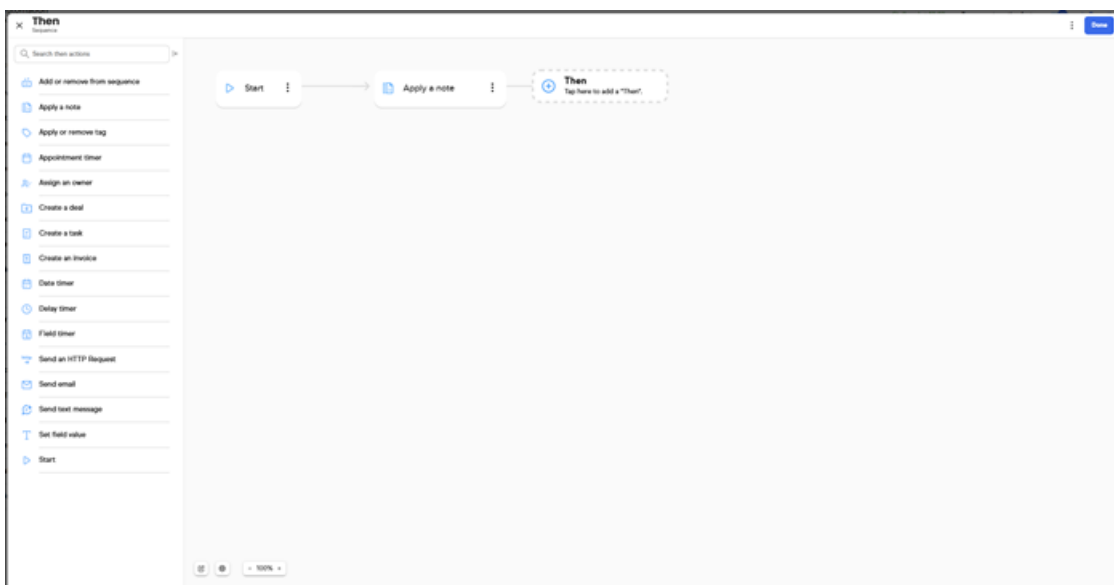 Then
Sequence
Done
Search then actions
Add or remove from sequence
Apply a note
Apply or remove tag
Appointment timer
Assign an owner
Create a deal
Create a task
Create an invoice
Date timer
Delay timer
Field timer
Send an HTTP Request
Send email
Send text message
Set field value
Start
Start
Apply a note
Then
Tap here to add a "Then".
- 100% +